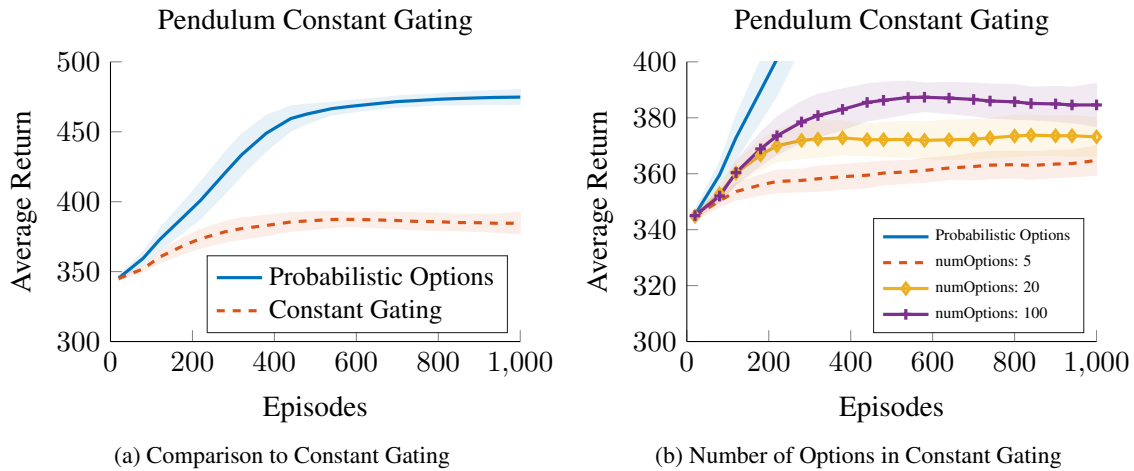 Pendulum Constant Gating
500
450
400
350
300
0
200
400
600
800
1,000
Average Return
Episodes
Probabilistic Options
Constant Gating
(a) Comparison to Constant Gating
Pendulum Constant Gating
400
380
360
340
320
300
0
200
400
600
800
1,000
Average Return
Episodes
Probabilistic Options
numOptions: 5
numOptions: 20
numOptions: 100
(b) Number of Options in Constant Gating